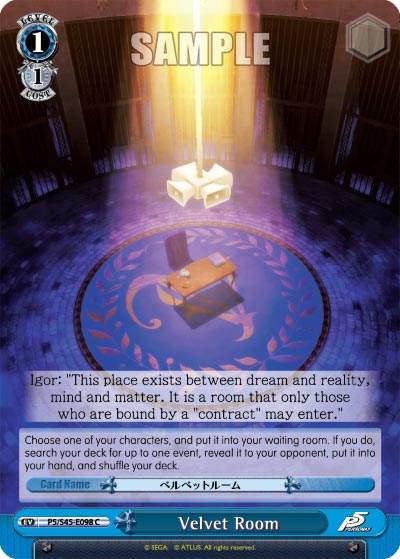 LEVEL
1
1
COST
SAMPLE
Igor: "This place exists between dream and reality,
mind and matter. It is a room that only those
who are bound by a "contract" may enter."
Choose one of your characters, and put it into your waiting room. If you do,
search your deck for up to one event, reveal it to your opponent, put it into
your hand, and shuffle your deck.
Card Name ベルベットルーム
EV P5/S45-E098 C Velvet Room P5
PERSONA5
© SEGA. © ATLUS. All rights reserved.